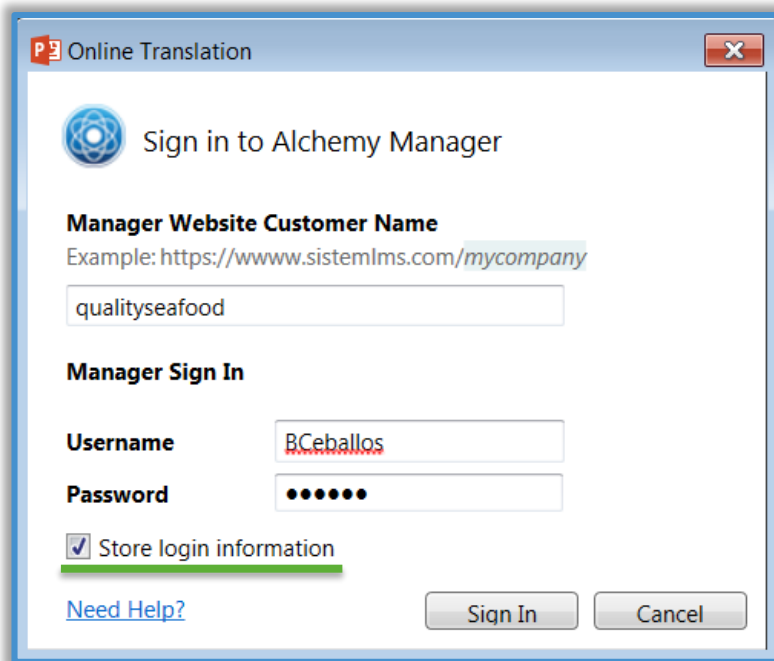 Online Translation
Sign in to Alchemy Manager
Manager Website Customer Name
Example: https://wwww.sistemlms.com/mycompany
qualityseafood
Manager Sign In
Username BCeballos
Password ••••••
Store login information
Need Help? Sign In Cancel